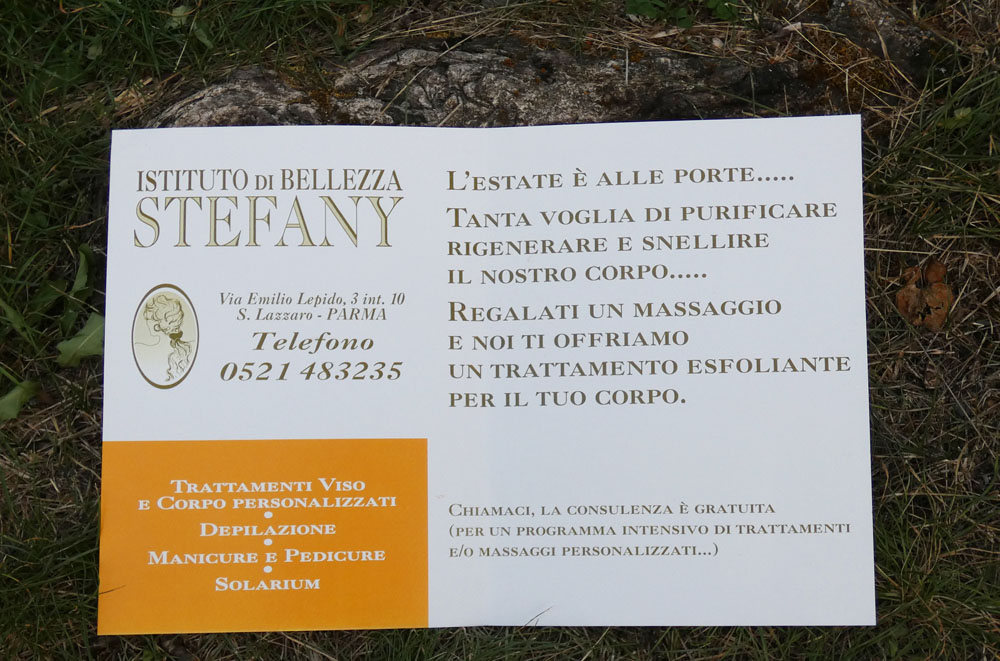 ISTITUTO DI BELLEZZA
STEFANY
Via Emilio Lepido, 3 int. 10
S. Lazzaro - PARMA
Telefono
0521 483235
TRATTAMENTI VISO
E CORPO PERSONALIZZATI
•
DEPILAZIONE
•
MANICURE E PEDICURE
•
SOLARIUM
L'ESTATE È ALLE PORTE.....
TANTA VOGLIA DI PURIFICARE
RIGENERARE E SNELLIRE
IL NOSTRO CORPO.....
REGALATI UN MASSAGGIO
E NOI TI OFFRIAMO
UN TRATTAMENTO ESFOLIANTE
PER IL TUO CORPO.
CHIAMACI, LA CONSULENZA È GRATUITA
(PER UN PROGRAMMA INTENSIVO DI TRATTAMENTI
E/O MASSAGGI PERSONALIZZATI...)